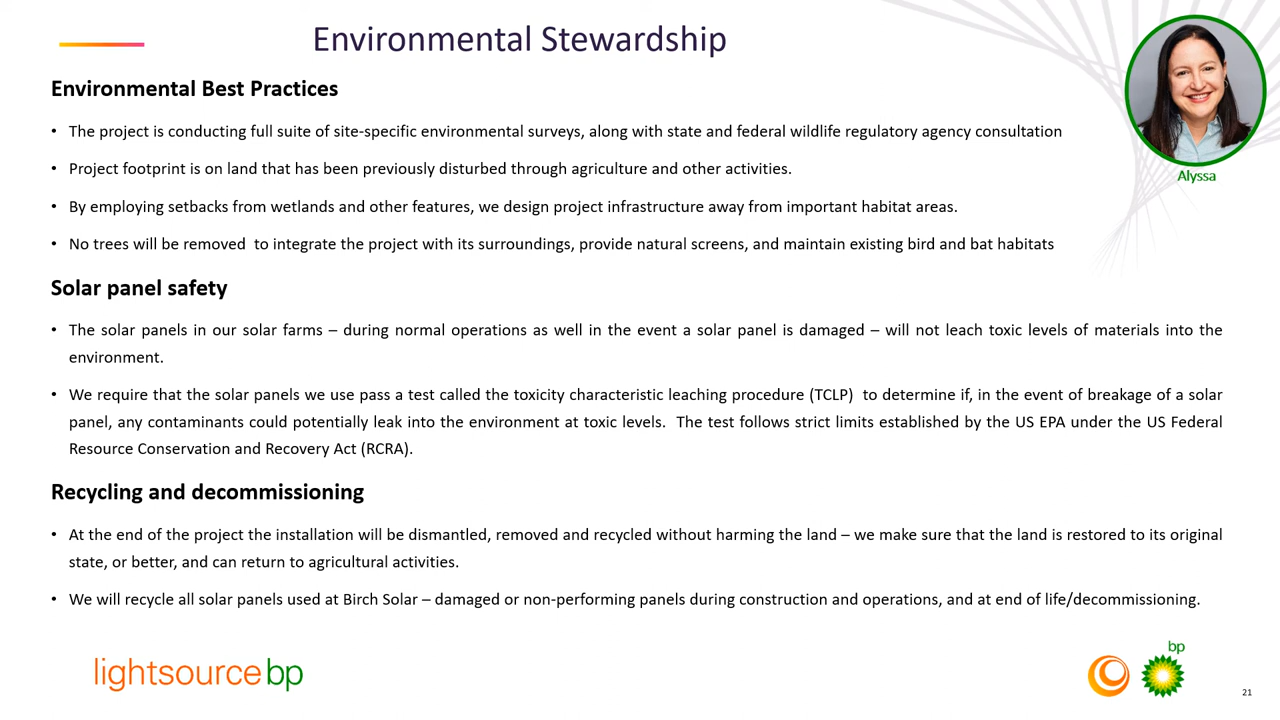 Environmental Stewardship
Alyssa
Environmental Best Practices
• The project is conducting full suite of site-specific environmental surveys, along with state and federal wildlife regulatory agency consultation
• Project footprint is on land that has been previously disturbed through agriculture and other activities.
• By employing setbacks from wetlands and other features, we design project infrastructure away from important habitat areas.
• No trees will be removed  to integrate the project with its surroundings, provide natural screens, and maintain existing bird and bat habitats
Solar panel safety
• The solar panels in our solar farms – during normal operations as well in the event a solar panel is damaged – will not leach toxic levels of materials into the
environment.
• We require that the solar panels we use pass a test called the toxicity characteristic leaching procedure (TCLP)  to determine if, in the event of breakage of a solar
panel, any contaminants could potentially leak into the environment at toxic levels.  The test follows strict limits established by the US EPA under the US Federal
Resource Conservation and Recovery Act (RCRA).
Recycling and decommissioning
• At the end of the project the installation will be dismantled, removed and recycled without harming the land – we make sure that the land is restored to its original
state, or better, and can return to agricultural activities.
• We will recycle all solar panels used at Birch Solar – damaged or non-performing panels during construction and operations, and at end of life/decommissioning.
lightsource bp
bp
21